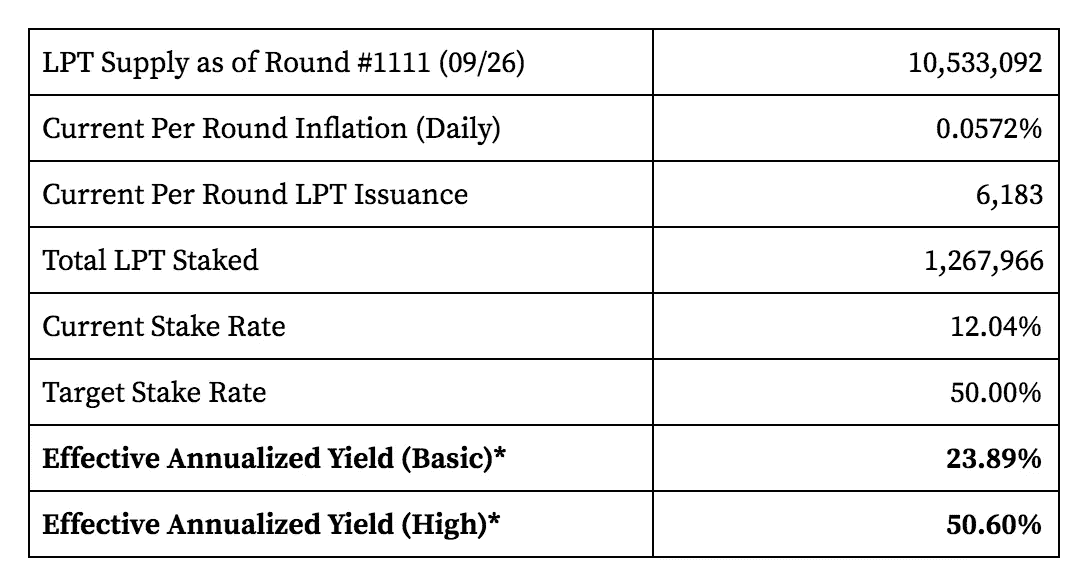 LPT Supply as of Round #1111 (09/26) 10,533,092
Current Per Round Inflation (Daily) 0.0572%
Current Per Round LPT Issuance 6,183
Total LPT Staked 1,267,966
Current Stake Rate 12.04%
Target Stake Rate 50.00%
Effective Annualized Yield (Basic)* 23.89%
Effective Annualized Yield (High)* 50.60%